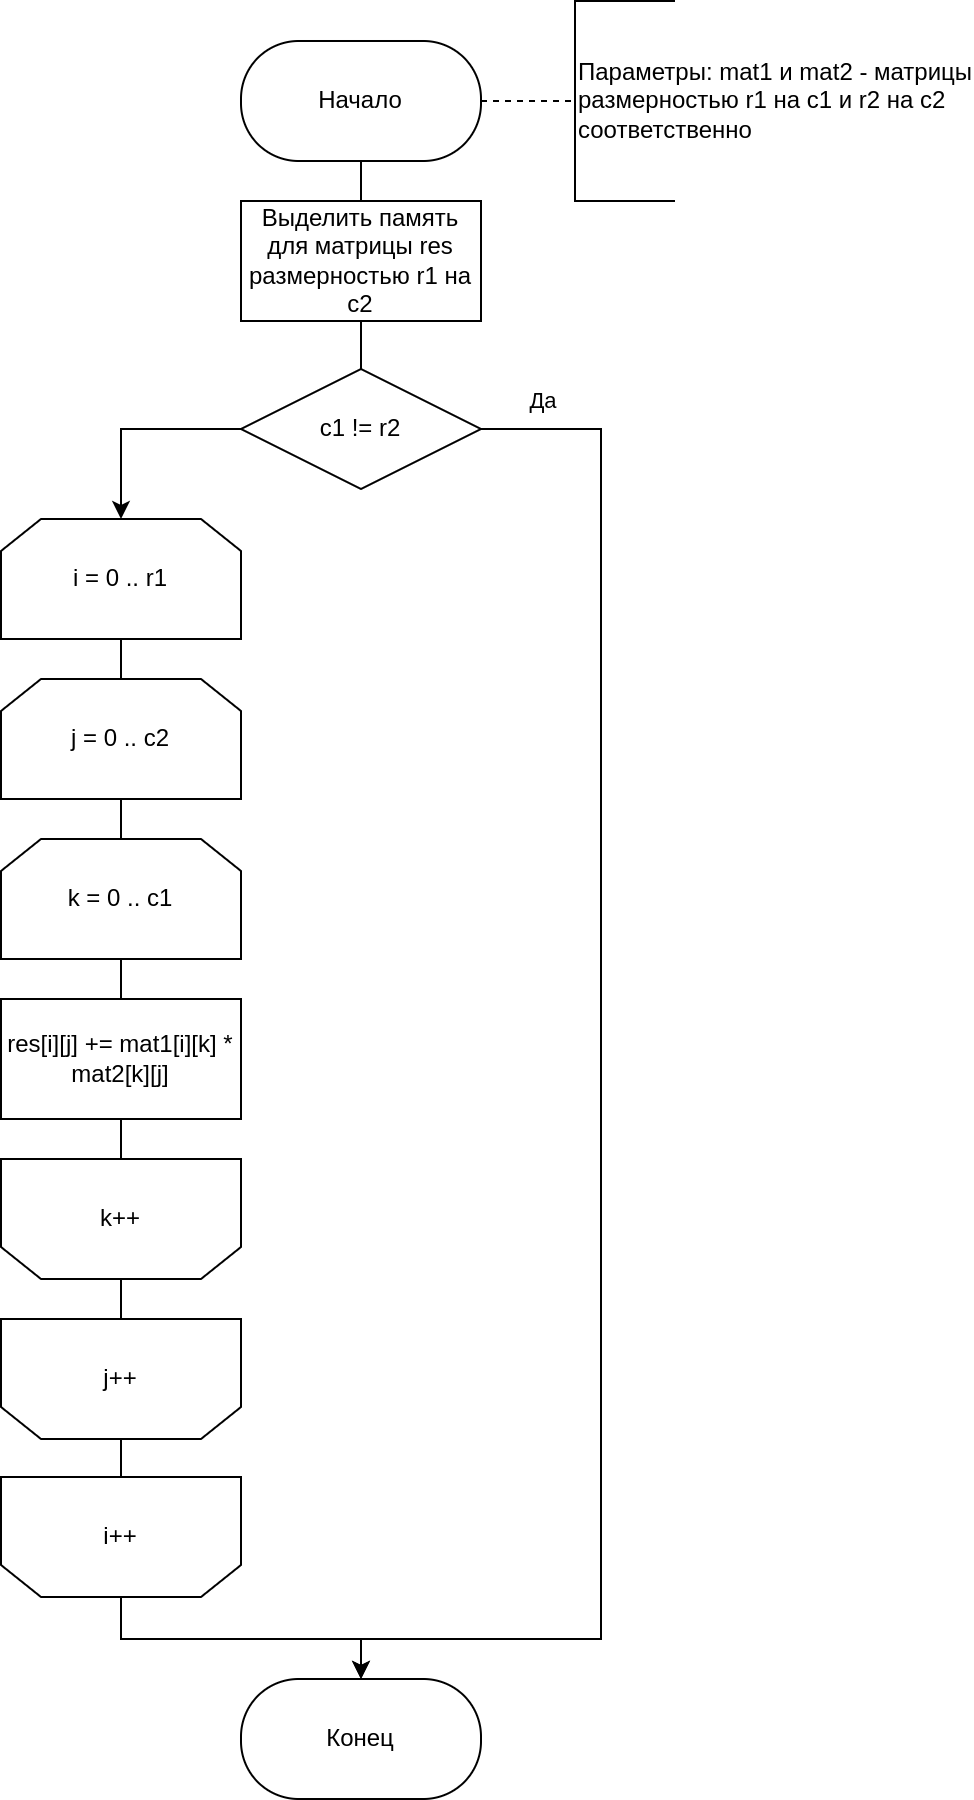 Начало
Параметры: mat1 и mat2 - матрицы
размерностью r1 на c1 и r2 на c2
соответственно
Выделить память
для матрицы res
размерностью r1 на
c2
c1 != r2
Да
i = 0 .. r1
j = 0 .. c2
k = 0 .. c1
res[i][j] += mat1[i][k] *
mat2[k][j]
k++
j++
i++
Конец